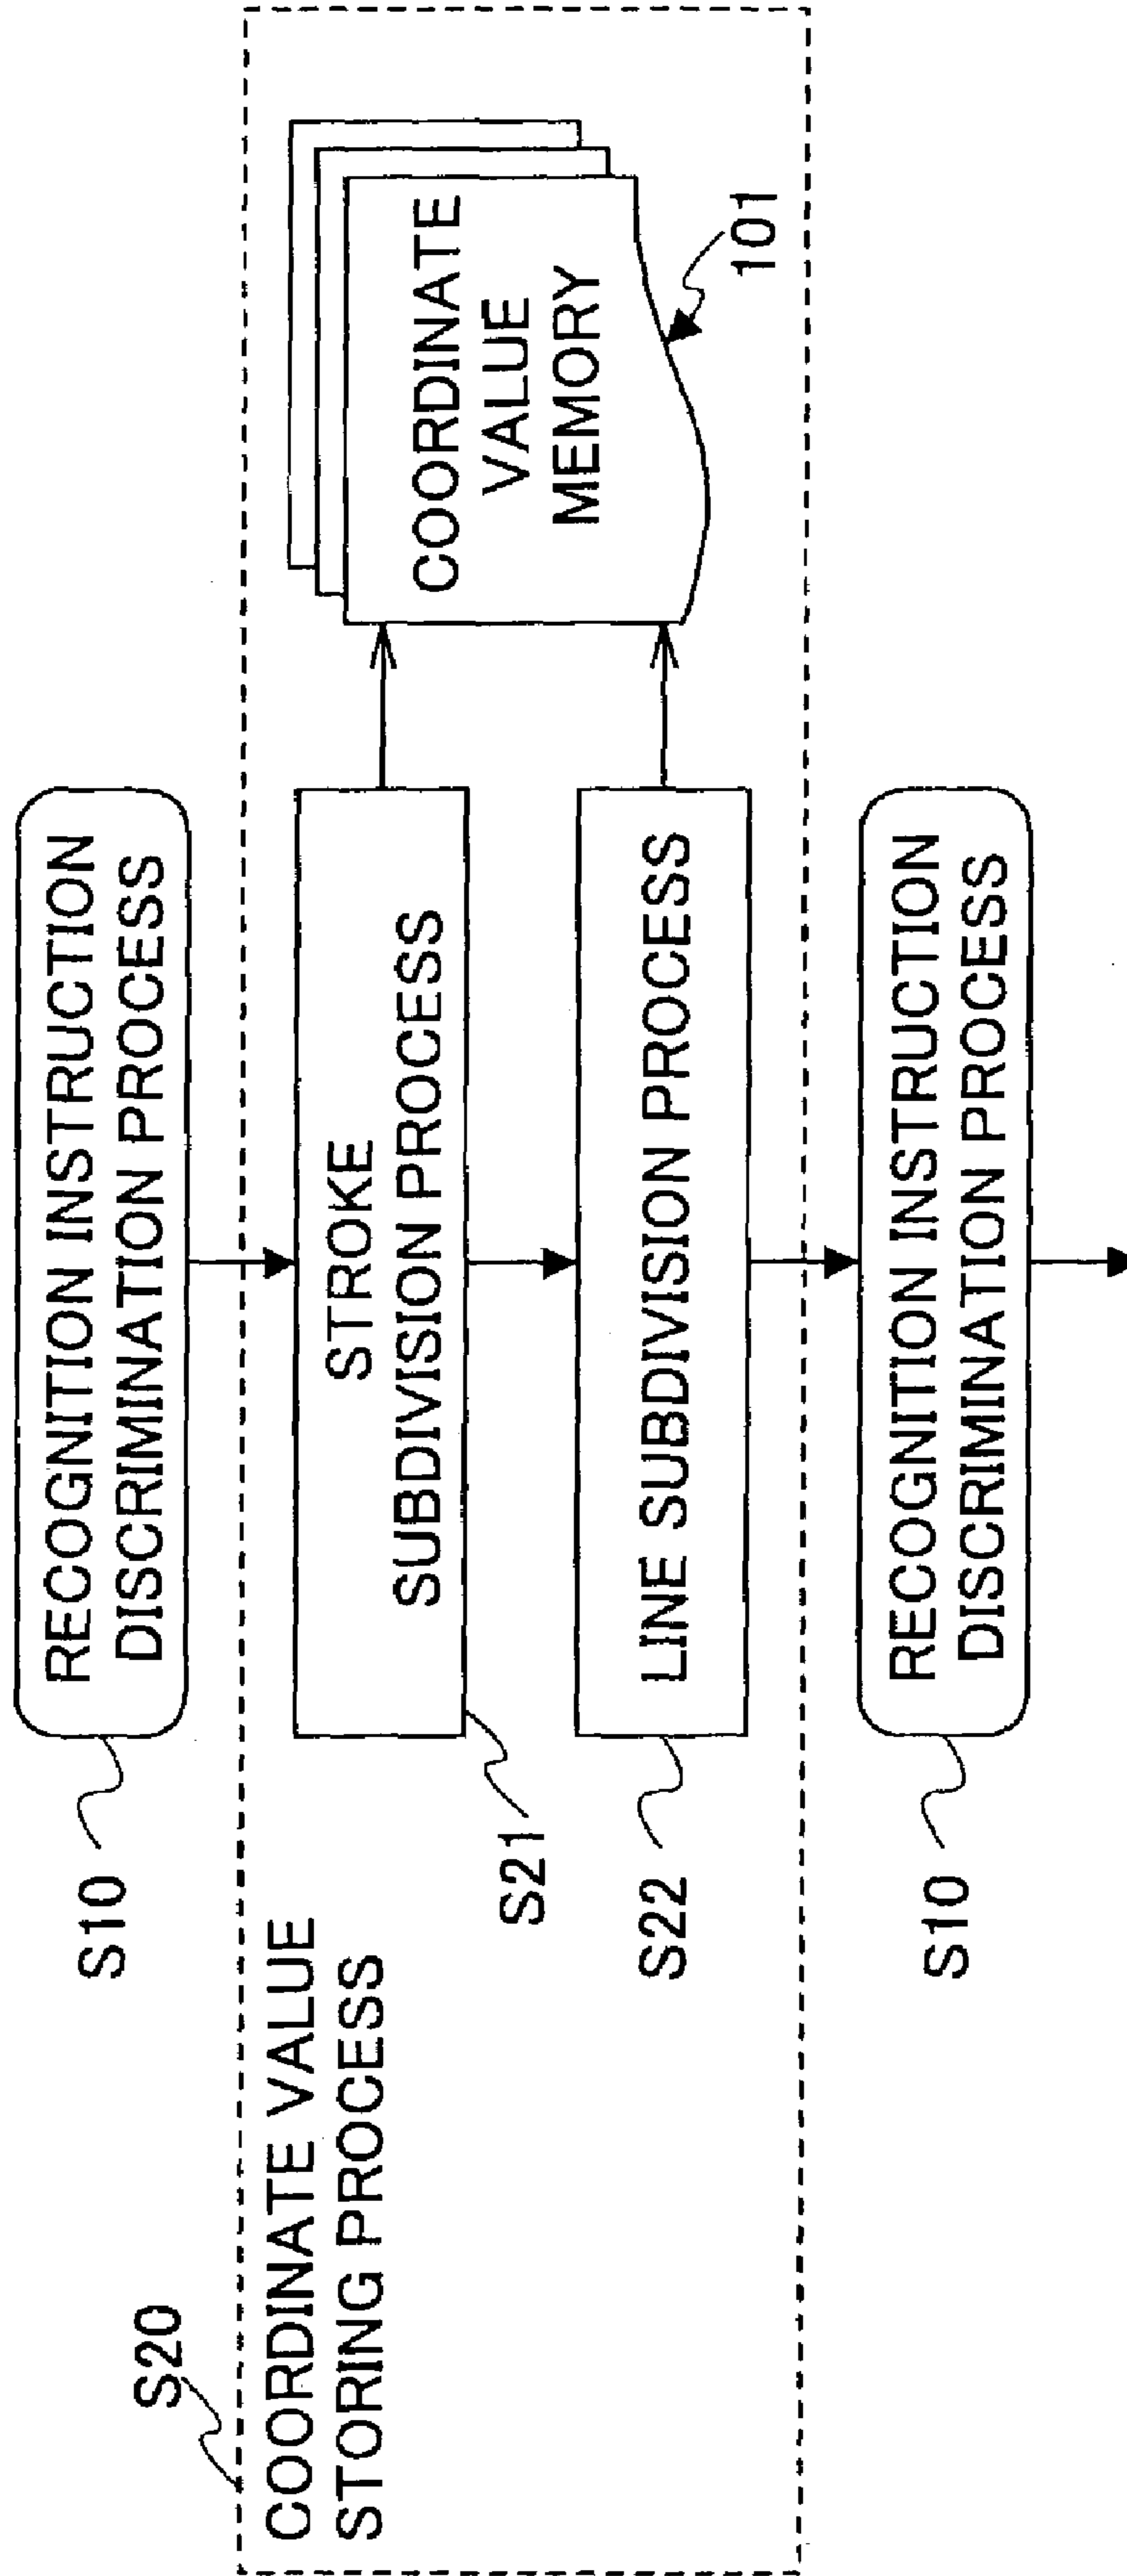 S10
RECOGNITION INSTRUCTION
DISCRIMINATION PROCESS
S20
COORDINATE VALUE
STORING PROCESS
STROKE
SUBDIVISION PROCESS
S21
COORDINATE
VALUE
MEMORY
101
S22
LINE SUBDIVISION PROCESS
S10
RECOGNITION INSTRUCTION
DISCRIMINATION PROCESS